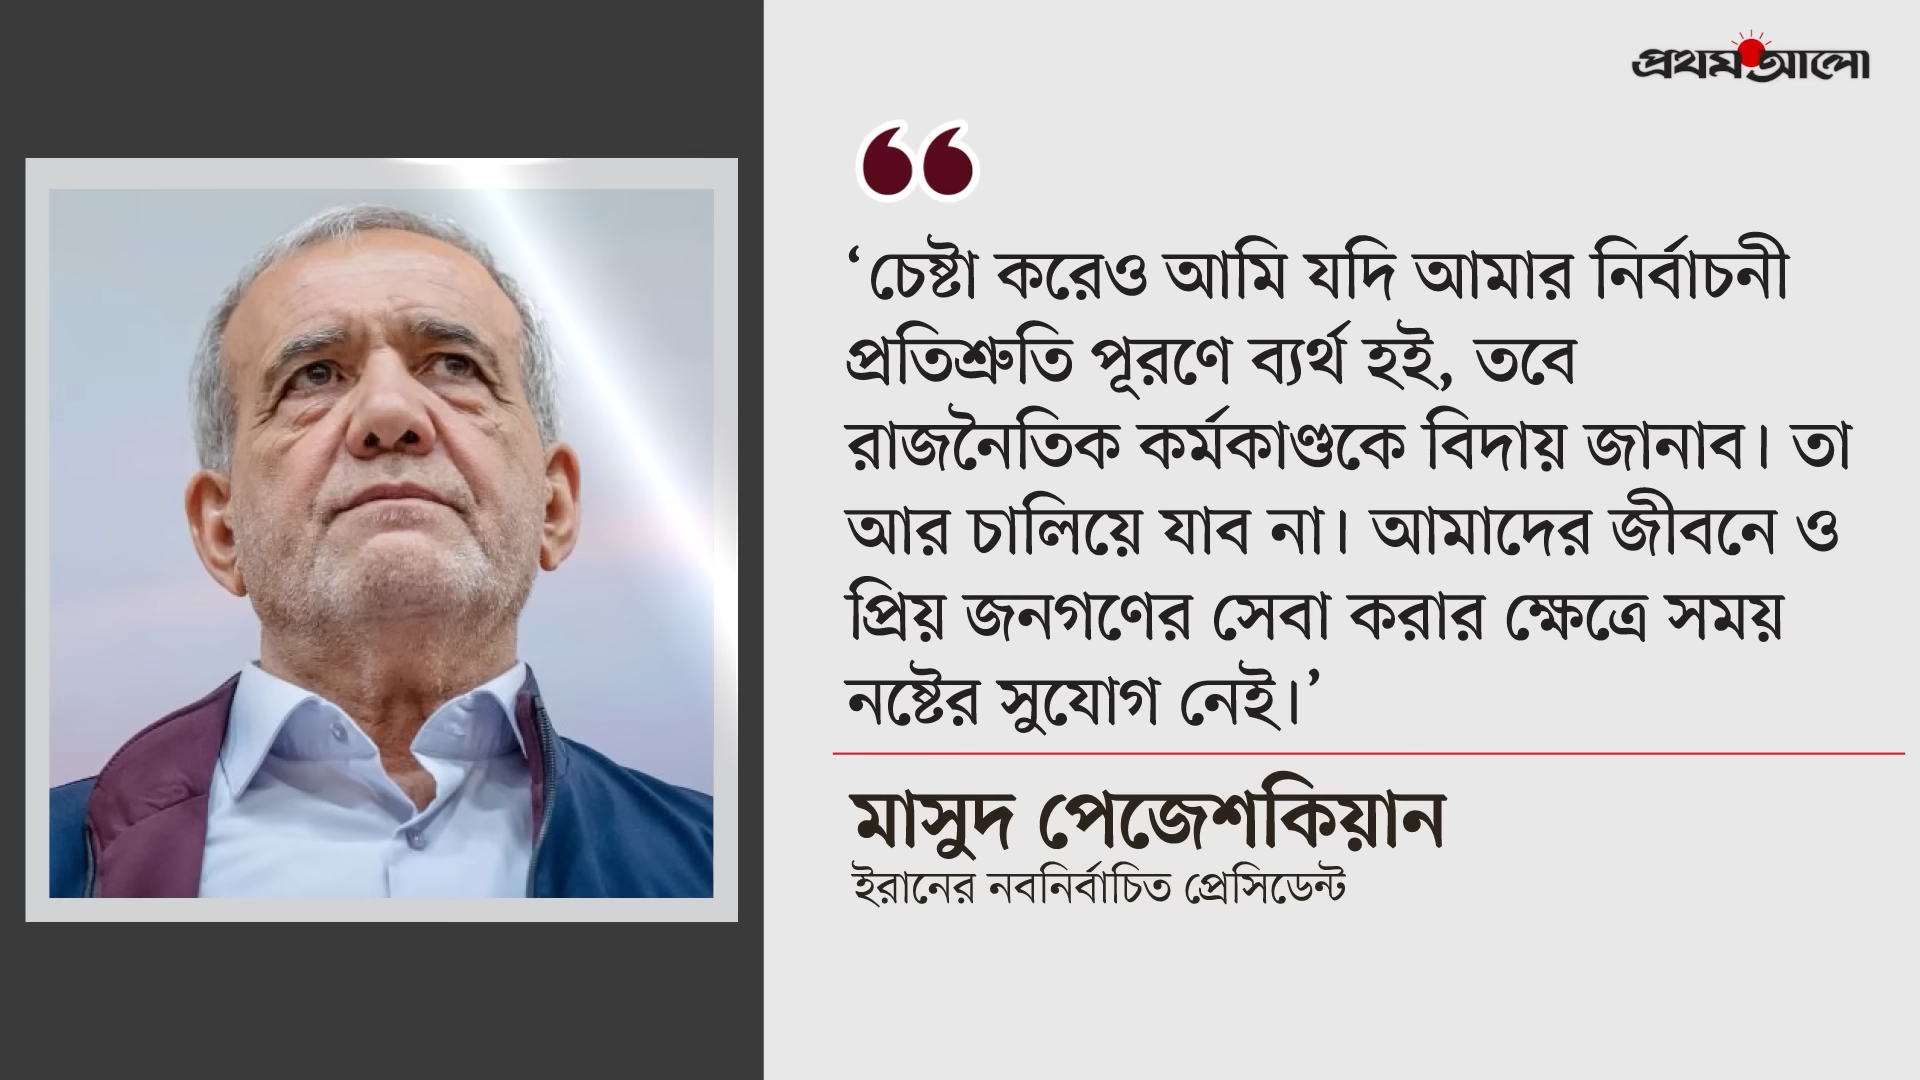 প্রথম আলো
‘চেষ্টা করেও আমি যদি আমার নির্বাচনী
প্রতিশ্রুতি পূরণে ব্যর্থ হই, তবে
রাজনৈতিক কর্মকাণ্ডকে বিদায় জানাব। তা
আর চালিয়ে যাব না। আমাদের জীবনে ও
প্রিয় জনগণের সেবা করার ক্ষেত্রে সময়
নষ্টের সুযোগ নেই।’
মাসুদ পেজেশকিয়ান
ইরানের নবনির্বাচিত প্রেসিডেন্ট